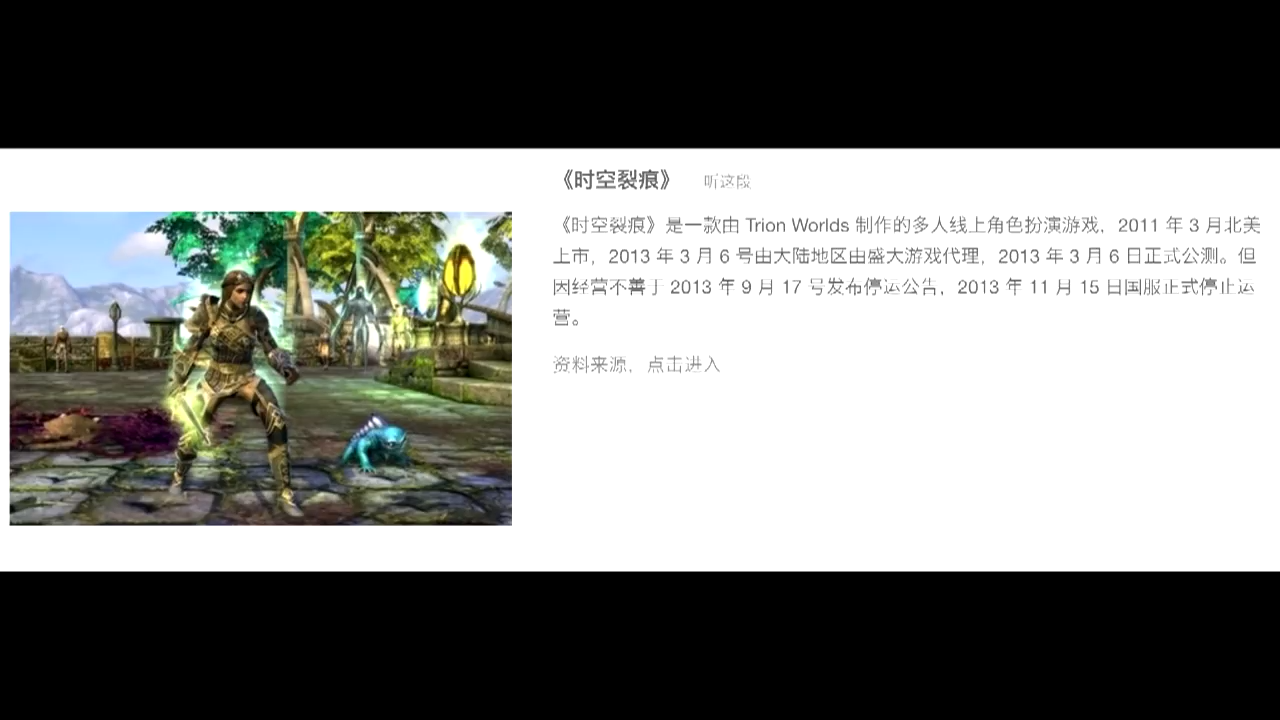 《时空裂痕》 听这段
《时空裂痕》是一款由 Trion Worlds 制作的多人线上角色扮演游戏，2011 年 3 月北美
上市，2013 年 3 月 6 号由大陆地区由盛大游戏代理，2013 年 3 月 6 日正式公测。但
因经营不善于 2013 年 9 月 17 号发布停运公告，2013 年 11 月 15 日国服正式停止运
营。
资料来源，点击进入